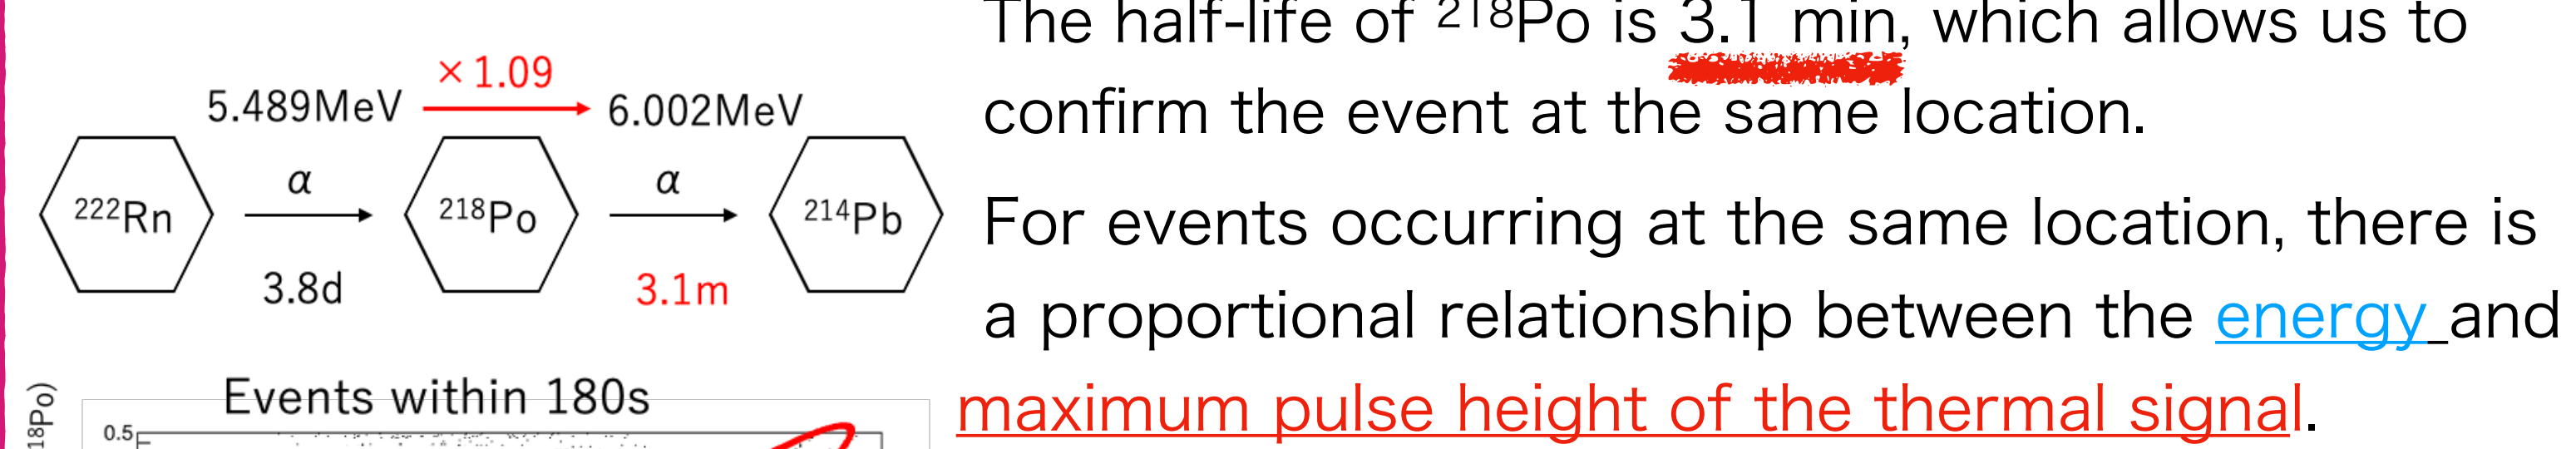 × 1.09
5.489MeV 6.002MeV
α α
²²²Rn ²¹⁸Po ²¹⁴Pb
3.8d 3.1m
Events within 180s
18Po)
0.5
The half-life of ²¹⁸Po is 3.1 min, which allows us to
confirm the event at the same location.
For events occurring at the same location, there is
a proportional relationship between the energy and
maximum pulse height of the thermal signal.